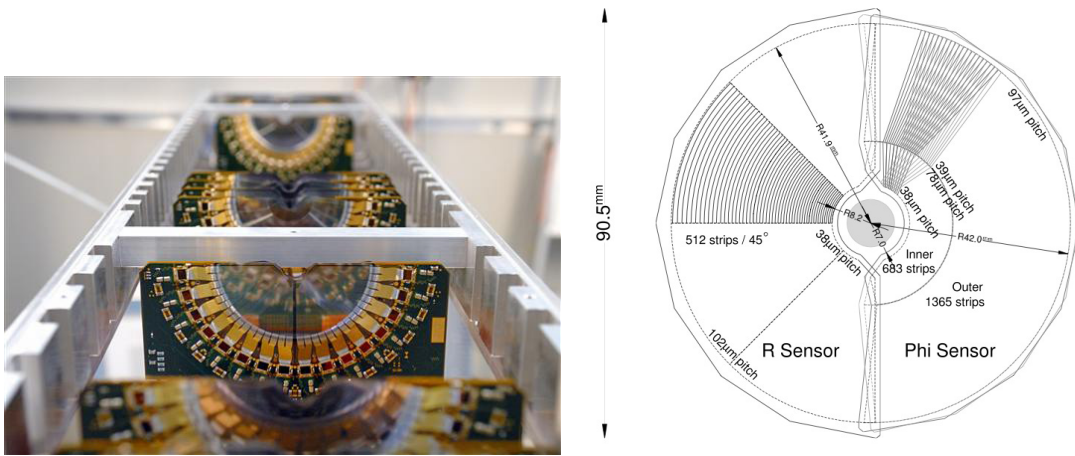 90.5mm
R41.9mm
97µm pitch
39µm pitch
78µm pitch
38µm pitch
R8.2
R7.0
R42.0mm
512 strips / 45°
38µm pitch
Inner
683 strips
Outer
1365 strips
102µm pitch
R Sensor
Phi Sensor